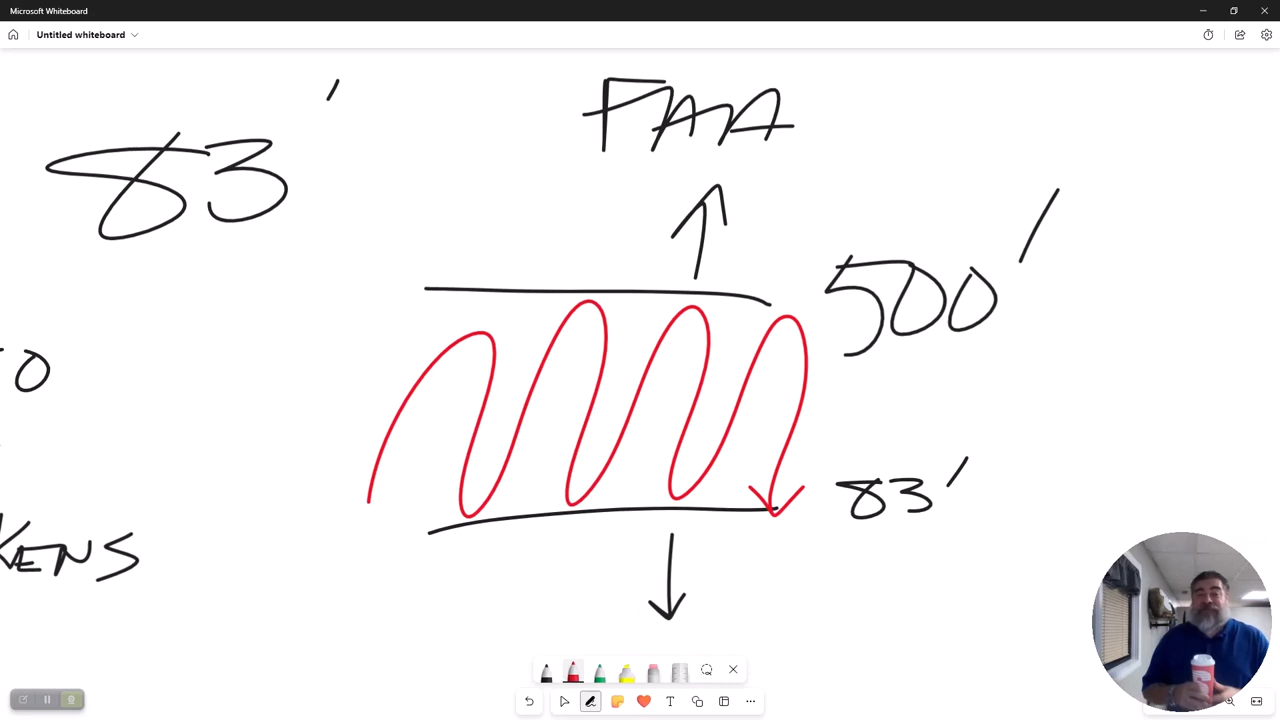 Microsoft Whiteboard
Untitled whiteboard
83'
FAA
500'
O
83'
KENS
T